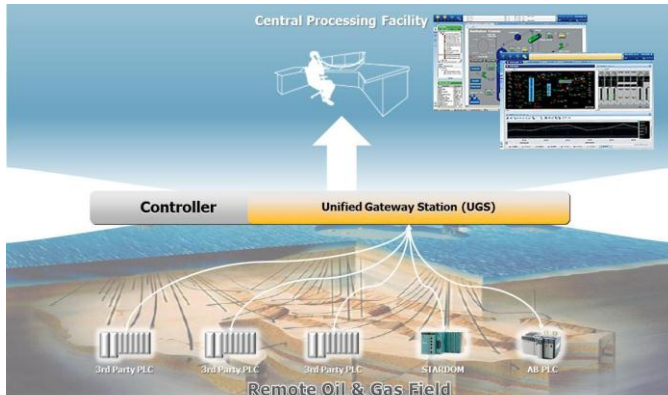 Central Processing Facility
Controller
Unified Gateway Station (UGS)
3rd Party PLC
3rd Party PLC
3rd Party PLC
STARDOM
AB PLC
Remote Oil & Gas Field